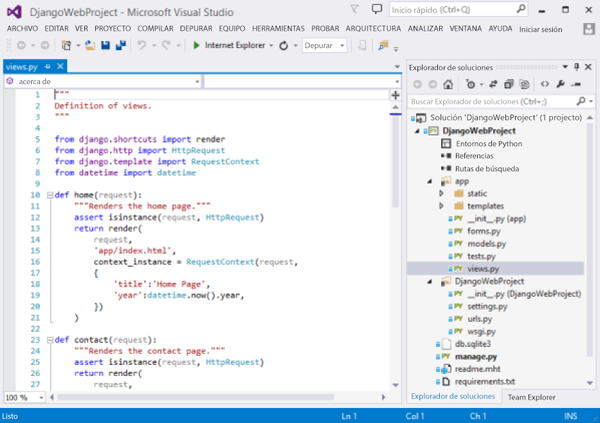 DjangoWebProject - Microsoft Visual Studio
Inicio rápido (Ctrl+Q)
ARCHIVO EDITAR VER PROYECTO COMPILAR DEPURAR EQUIPO HERRAMIENTAS PROBAR ARQUITECTURA ANALIZAR VENTANA AYUDA Iniciar sesión
Internet Explorer Depurar
views.py
acerca de
1 """
2 Definition of views.
3 """
4
5 from django.shortcuts import render
6 from django.http import HttpRequest
7 from django.template import RequestContext
8 from datetime import datetime
9
10 def home(request):
11 """Renders the home page."""
12 assert isinstance(request, HttpRequest)
13 return render(
14 request,
15 'app/index.html',
16 context_instance = RequestContext(request,
17 {
18 'title':'Home Page',
19 'year':datetime.now().year,
20 })
21 )
22
23 def contact(request):
24 """Renders the contact page."""
25 assert isinstance(request, HttpRequest)
26 return render(
27 request,
100 %
Explorador de soluciones
Buscar Explorador de soluciones (Ctrl+;)
Solución 'DjangoWebProject' (1 projecto)
DjangoWebProject
Entornos de Python
Referencias
Rutas de búsqueda
app
static
templates
__init__.py (app)
forms.py
models.py
tests.py
views.py
DjangoWebProject
__init__.py (DjangoWebProject)
settings.py
urls.py
wsgi.py
db.sqlite3
manage.py
readme.mht
requirements.txt
Explorador de soluciones Team Explorer
Listo Ln 1 Col 1 Ch 1 INS